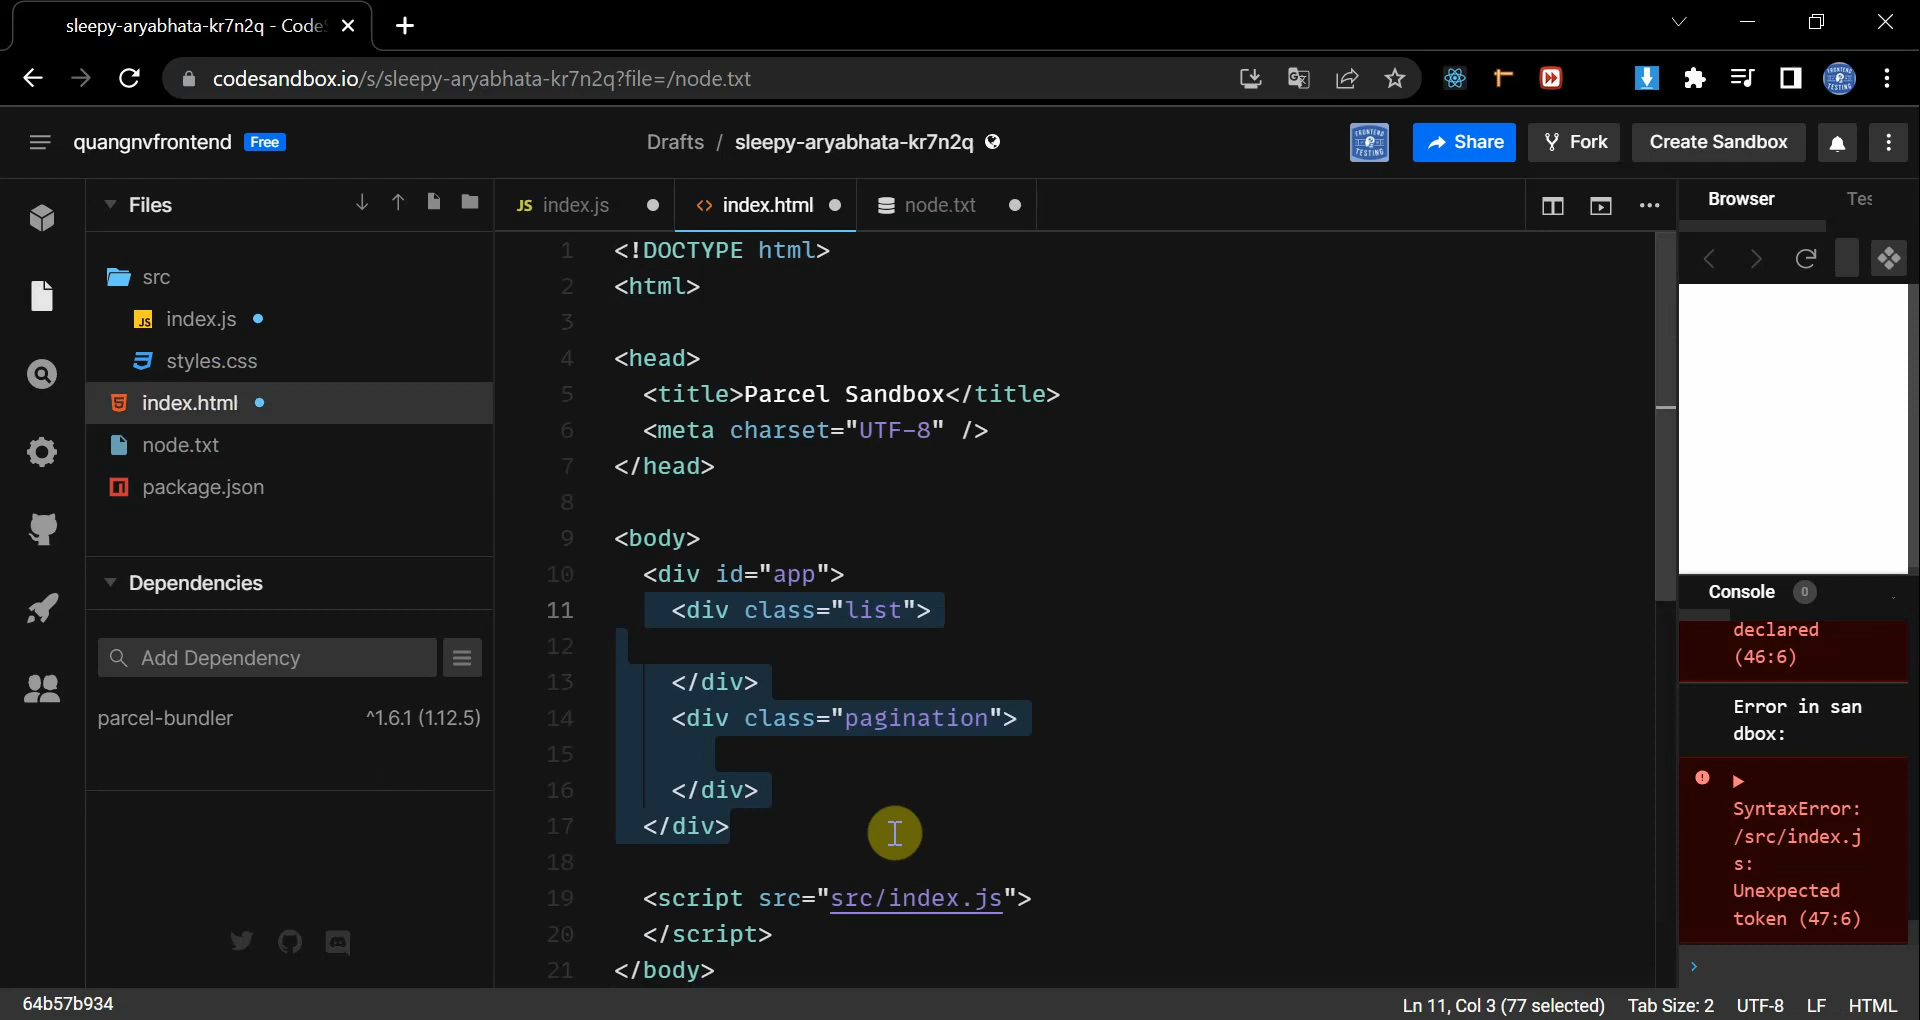 sleepy-aryabhata-kr7n2q - Code
codesandbox.io/s/sleepy-aryabhata-kr7n2q?file=/node.txt
quangnvfrontend Free
Drafts / sleepy-aryabhata-kr7n2q
FRONTEND TESTING
Share
Fork
Create Sandbox
Files
src
JS index.js
styles.css
index.html
node.txt
package.json
Dependencies
Add Dependency
parcel-bundler ^1.6.1 (1.12.5)
JS index.js
<> index.html
node.txt
1 <!DOCTYPE html>
2 <html>
3
4 <head>
5 <title>Parcel Sandbox</title>
6 <meta charset="UTF-8" />
7 </head>
8
9 <body>
10 <div id="app">
11 <div class="list">
12
13 </div>
14 <div class="pagination">
15
16 </div>
17 </div>
18
19 <script src="src/index.js">
20 </script>
21 </body>
Browser
Tes
Console 0
declared
(46:6)
Error in san
dbox:
SyntaxError:
/src/index.j
s:
Unexpected
token (47:6)
64b57b934
Ln 11, Col 3 (77 selected) Tab Size: 2 UTF-8 LF HTML